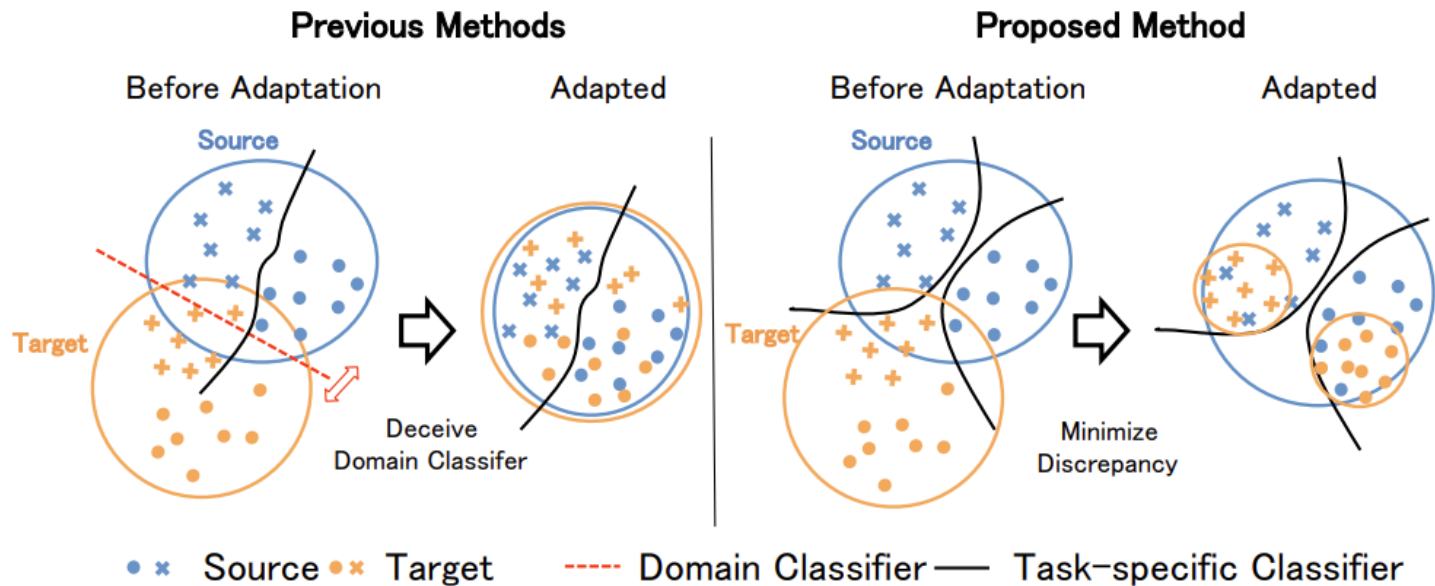 Previous Methods
Proposed Method
Before Adaptation
Adapted
Before Adaptation
Adapted
Source
Source
Target
Target
Deceive
Domain Classifer
Minimize
Discrepancy
Source
Target
Domain Classifier
Task-specific Classifier